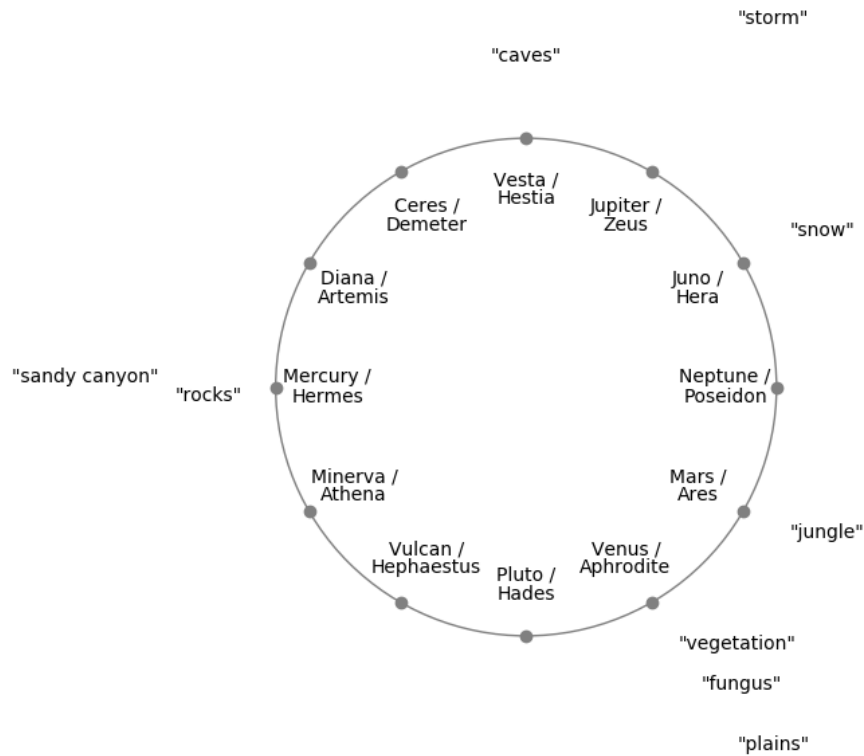 "storm"
"caves"
Vesta /
Hestia
Ceres /
Demeter
Jupiter /
Zeus
"snow"
Diana /
Artemis
Juno /
Hera
"sandy canyon"
"rocks"
Mercury /
Hermes
Neptune /
Poseidon
Minerva /
Athena
Mars /
Ares
"jungle"
Vulcan /
Hephaestus
Pluto /
Hades
Venus /
Aphrodite
"vegetation"
"fungus"
"plains"